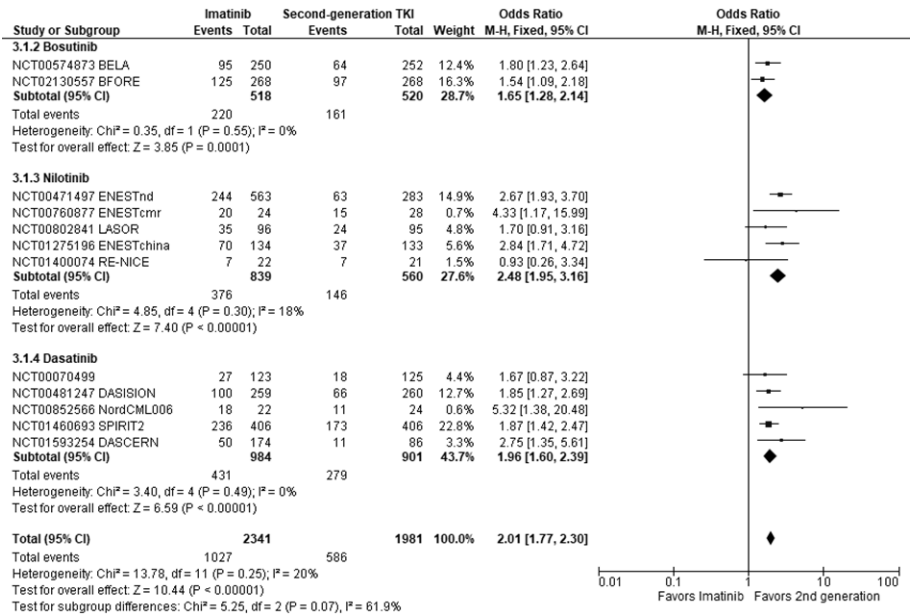 Imatinib Second-generation TKI Odds Ratio Odds Ratio
Study or Subgroup Events Total Events Total Weight M-H, Fixed, 95% CI M-H, Fixed, 95% CI
3.1.2 Bosutinib
NCT00574873 BELA 95 250 64 252 12.4% 1.80 [1.23, 2.64]
NCT02130557 BFORE 125 268 97 268 16.3% 1.54 [1.09, 2.18]
Subtotal (95% CI) 518 520 28.7% 1.65 [1.28, 2.14]
Total events 220 161
Heterogeneity: Chi² = 0.35, df = 1 (P = 0.55); I² = 0%
Test for overall effect: Z = 3.85 (P = 0.0001)
3.1.3 Nilotinib
NCT00471497 ENESTnd 244 563 63 283 14.9% 2.67 [1.93, 3.70]
NCT00760877 ENESTcmr 20 24 15 28 0.7% 4.33 [1.17, 15.99]
NCT00802841 LASOR 35 96 24 95 4.8% 1.70 [0.91, 3.16]
NCT01275196 ENESTchina 70 134 37 133 5.6% 2.84 [1.71, 4.72]
NCT01400074 RE-NICE 7 22 7 21 1.5% 0.93 [0.26, 3.34]
Subtotal (95% CI) 839 560 27.6% 2.48 [1.95, 3.16]
Total events 376 146
Heterogeneity: Chi² = 4.85, df = 4 (P = 0.30); I² = 18%
Test for overall effect: Z = 7.40 (P < 0.00001)
3.1.4 Dasatinib
NCT00070499 27 123 18 125 4.4% 1.67 [0.87, 3.22]
NCT00481247 DASISION 100 259 66 260 12.7% 1.85 [1.27, 2.69]
NCT00852566 NordCML006 18 22 11 24 0.6% 5.32 [1.38, 20.48]
NCT01460693 SPIRIT2 236 406 173 406 22.8% 1.87 [1.42, 2.47]
NCT01593254 DASCERN 50 174 11 86 3.3% 2.75 [1.35, 5.61]
Subtotal (95% CI) 984 901 43.7% 1.96 [1.60, 2.39]
Total events 431 279
Heterogeneity: Chi² = 3.40, df = 4 (P = 0.49); I² = 0%
Test for overall effect: Z = 6.59 (P < 0.00001)
Total (95% CI) 2341 1981 100.0% 2.01 [1.77, 2.30]
Total events 1027 586
Heterogeneity: Chi² = 13.78, df = 11 (P = 0.25); I² = 20%
Test for overall effect: Z = 10.44 (P < 0.00001)
Test for subgroup differences: Chi² = 5.25, df = 2 (P = 0.07), I² = 61.9%
0.01 0.1 1 10 100
Favors Imatinib Favors 2nd generation